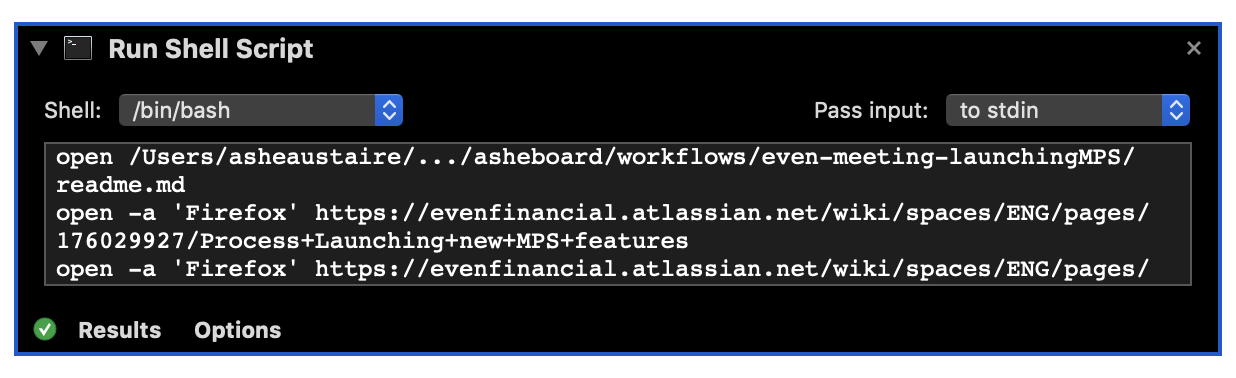 Run Shell Script
Shell: /bin/bash Pass input: to stdin
open /Users/asheaustaire/.../asheboard/workflows/even-meeting-launchingMPS/
readme.md
open -a 'Firefox' https://evenfinancial.atlassian.net/wiki/spaces/ENG/pages/
176029927/Process+Launching+new+MPS+features
open -a 'Firefox' https://evenfinancial.atlassian.net/wiki/spaces/ENG/pages/
Results Options